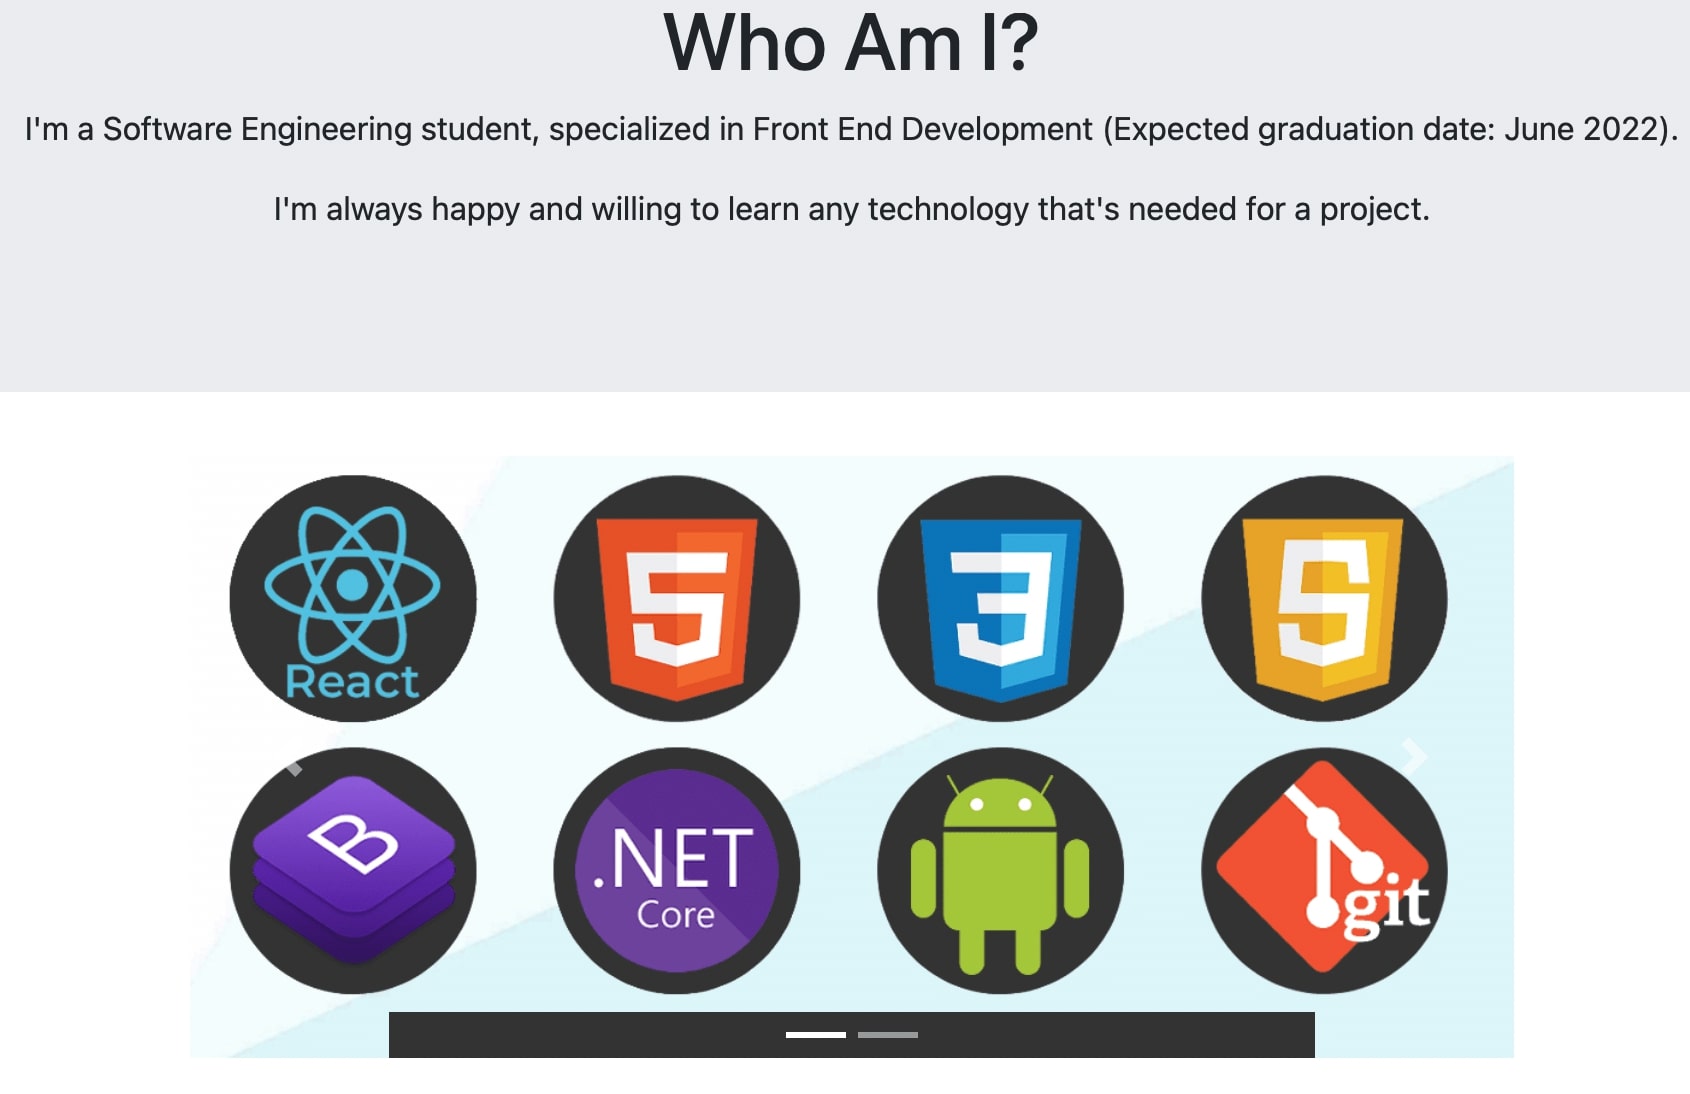 Who Am I?
I'm a Software Engineering student, specialized in Front End Development (Expected graduation date: June 2022).
I'm always happy and willing to learn any technology that's needed for a project.
5
3
5
React
B
.NET
Core
git